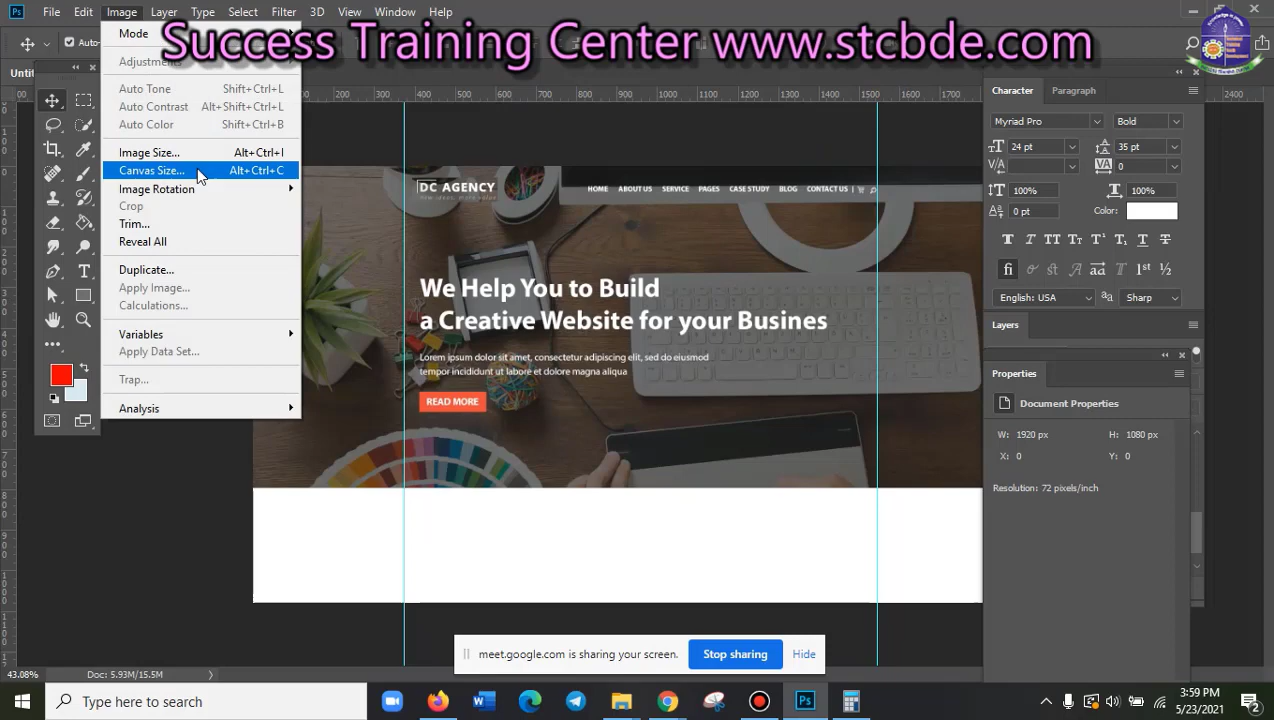 File Edit Image Layer Type Select Filter 3D View Window Help
Success Training Center www.stcbde.com
Mode
Auto-
Adjustments
Untit
Auto Tone Shift+Ctrl+L
Auto Contrast Alt+Shift+Ctrl+L
Auto Color Shift+Ctrl+B
Image Size... Alt+Ctrl+I
Canvas Size... Alt+Ctrl+C
Image Rotation
Crop
Trim...
Reveal All
Duplicate...
Apply Image...
Calculations...
Variables
Apply Data Set...
Trap...
Analysis
200 300 400 500 600 700 800 900 1000 1100 1200 1300 1400 1500 1600 1700
2400
DC AGENCY
new ideas, more value
HOME ABOUT US SERVICE PAGES CASE STUDY BLOG CONTACT US
We Help You to Build
a Creative Website for your Busines
Lorem ipsum dolor sit amet, consectetur adipiscing elit, sed do eiusmod
tempor incididunt ut labore et dolore magna aliqua
READ MORE
Character Paragraph
Myriad Pro Bold
24 pt 35 pt
0
100% 100%
0 pt Color:
English: USA Sharp
Layers
Properties
Document Properties
W: 1920 px H: 1080 px
X: 0 Y: 0
Resolution: 72 pixels/inch
meet.google.com is sharing your screen. Stop sharing Hide
43.08% Doc: 5.93M/15.5M
Type here to search
3:59 PM
5/23/2021
2